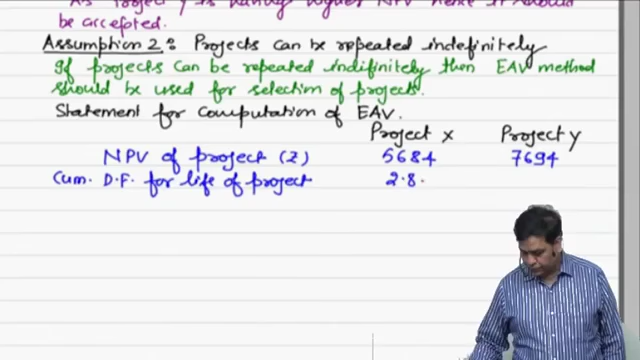 As Project Y is having higher NPV hence it should
be accepted.
Assumption 2: Projects can be repeated indefinitely
If projects can be repeated indifinitely then EAV method
should be used for selection of projects.
Statement for computation of EAV.
Project X Project Y
NPV of project (Z) 5684 7694
Cum. D.F. for life of project 2.8